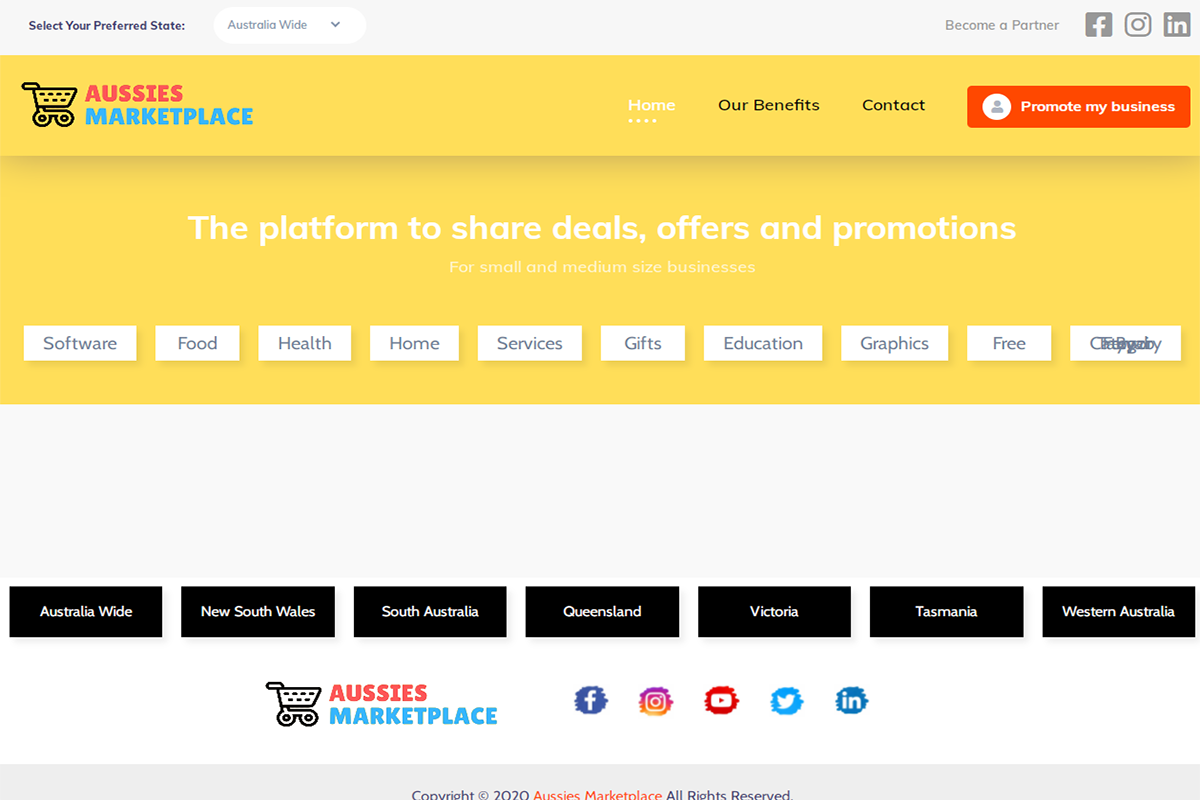 Select Your Preferred State: Australia Wide Become a Partner
AUSSIES
MARKETPLACE
Home Our Benefits Contact Promote my business
The platform to share deals, offers and promotions
For small and medium size businesses
Software Food Health Home Services Gifts Education Graphics Free
Australia Wide New South Wales South Australia Queensland Victoria Tasmania Western Australia
AUSSIES
MARKETPLACE
Copyright © 2020 Aussies Marketplace All Rights Reserved.